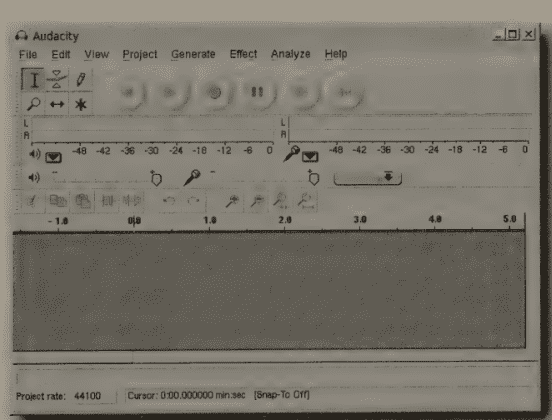 Audacity
File Edit View Project Generate Effect Analyze Help
L L
R R
-48 -42 -36 -30 -24 -18 -12 -6 0 -48 -42 -36 -30 -24 -18 -12 -6 0
- 1.0 0.0 1.0 2.0 3.0 4.0 5.0
Project rate: 44100 Cursor: 0:00.000000 min:sec [Snap-To Off]